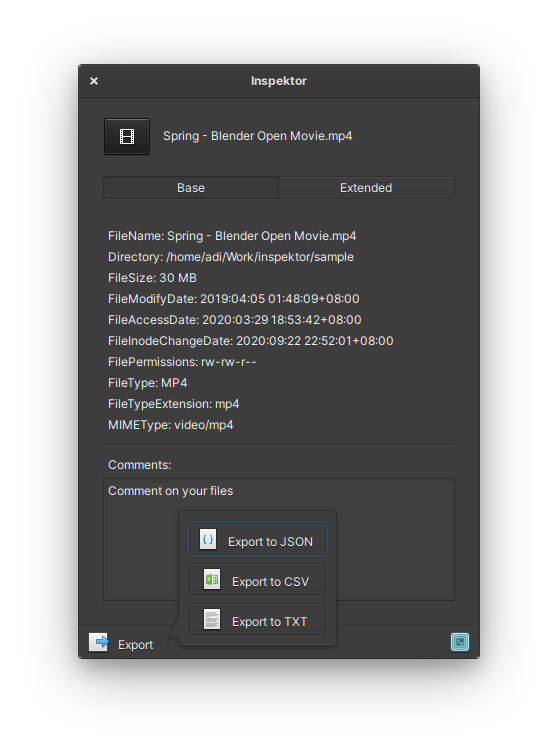 Inspektor
Spring - Blender Open Movie.mp4
Base
Extended
FileName: Spring - Blender Open Movie.mp4
Directory: /home/adi/Work/inspektor/sample
FileSize: 30 MB
FileModifyDate: 2019:04:05 01:48:09+08:00
FileAccessDate: 2020:03:29 18:53:42+08:00
FileInodeChangeDate: 2020:09:22 22:52:01+08:00
FilePermissions: rw-rw-r--
FileType: MP4
FileTypeExtension: mp4
MIMEType: video/mp4
Comments:
Comment on your files
Export to JSON
Export to CSV
Export to TXT
Export